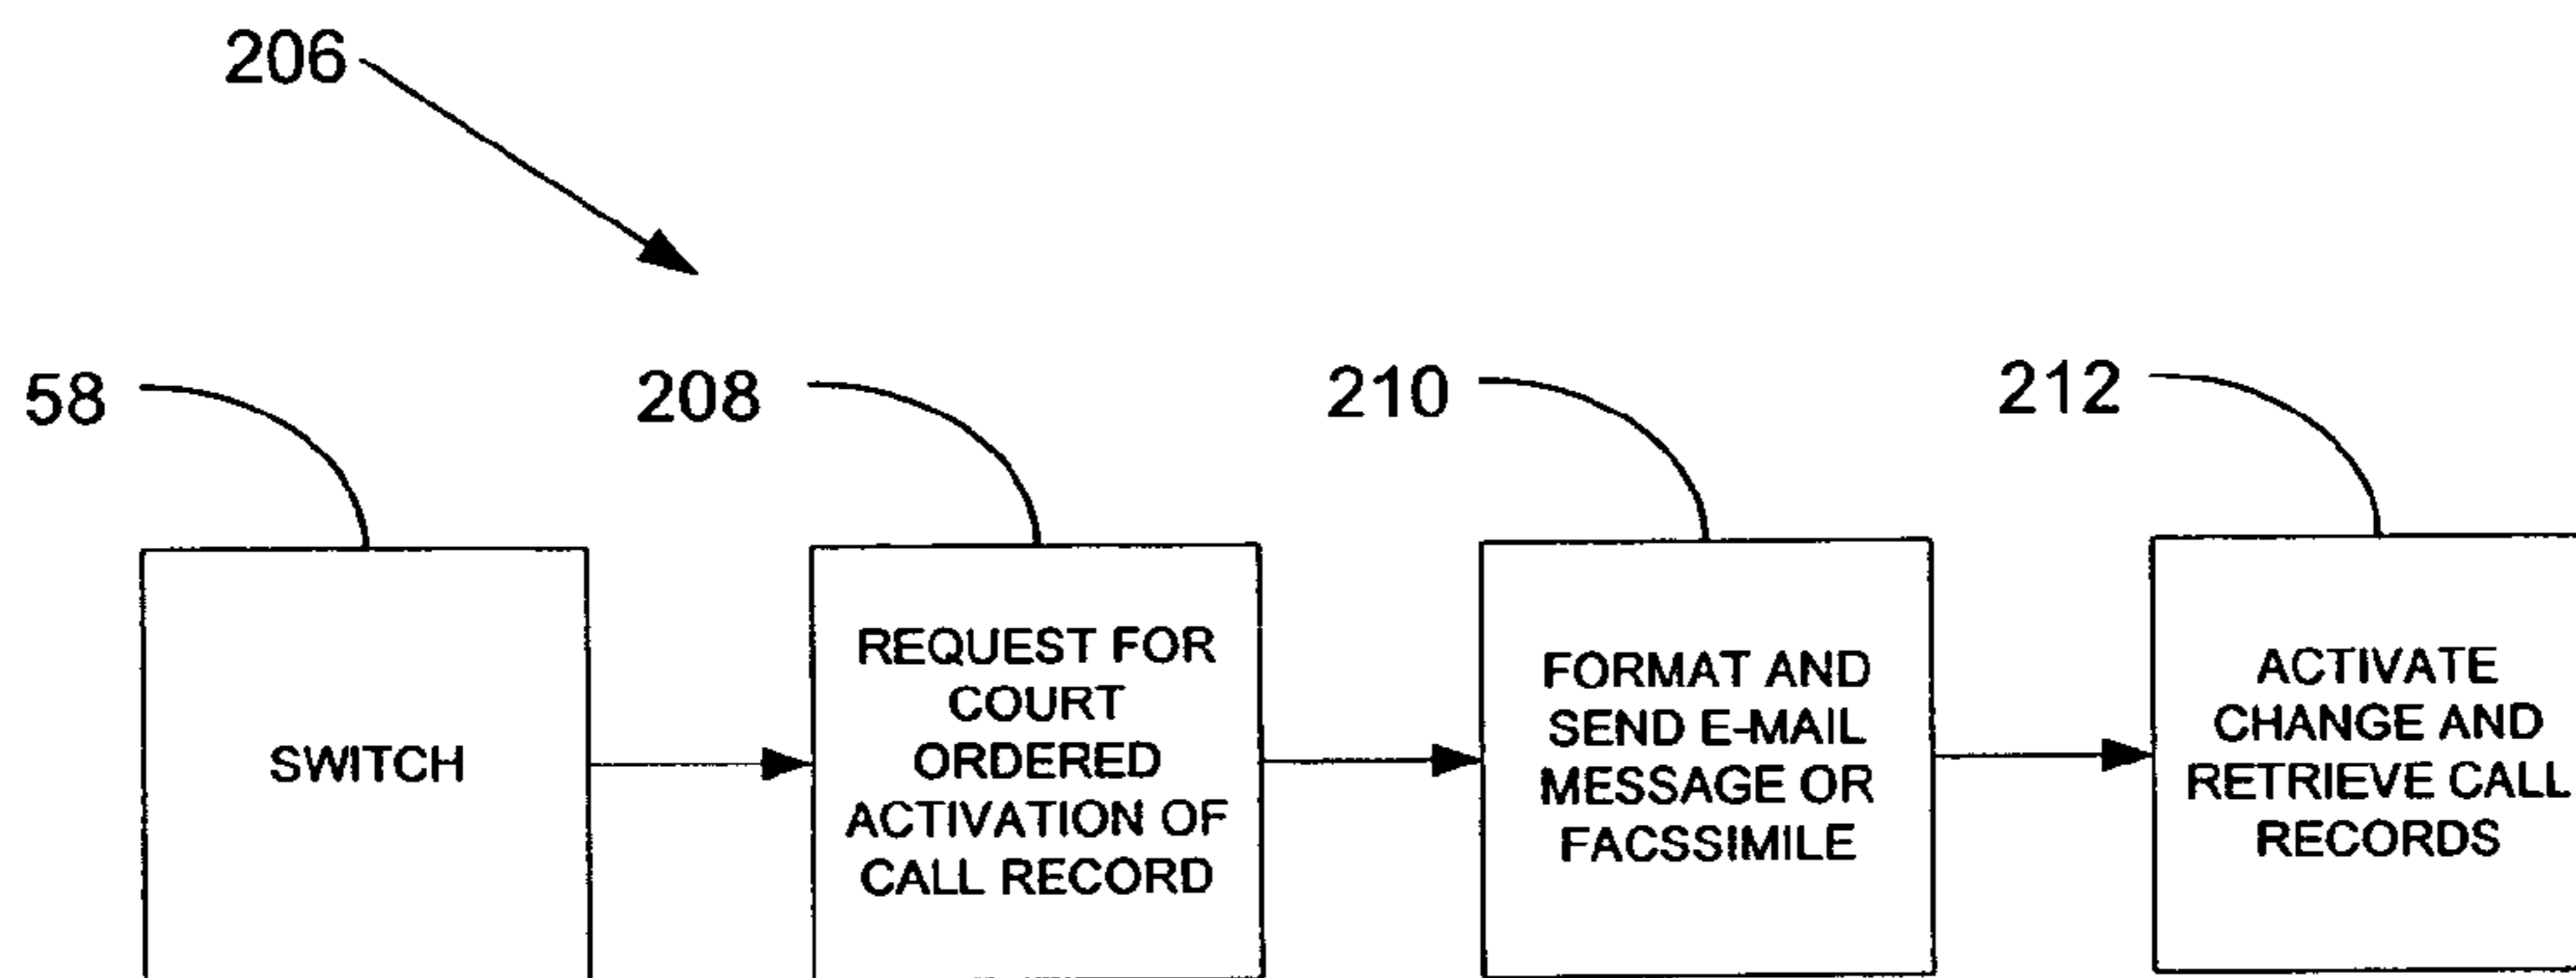 206
58
208
210
212
SWITCH
REQUEST FOR
COURT
ORDERED
ACTIVATION OF
CALL RECORD
FORMAT AND
SEND E-MAIL
MESSAGE OR
FACSSIMILE
ACTIVATE
CHANGE AND
RETRIEVE CALL
RECORDS